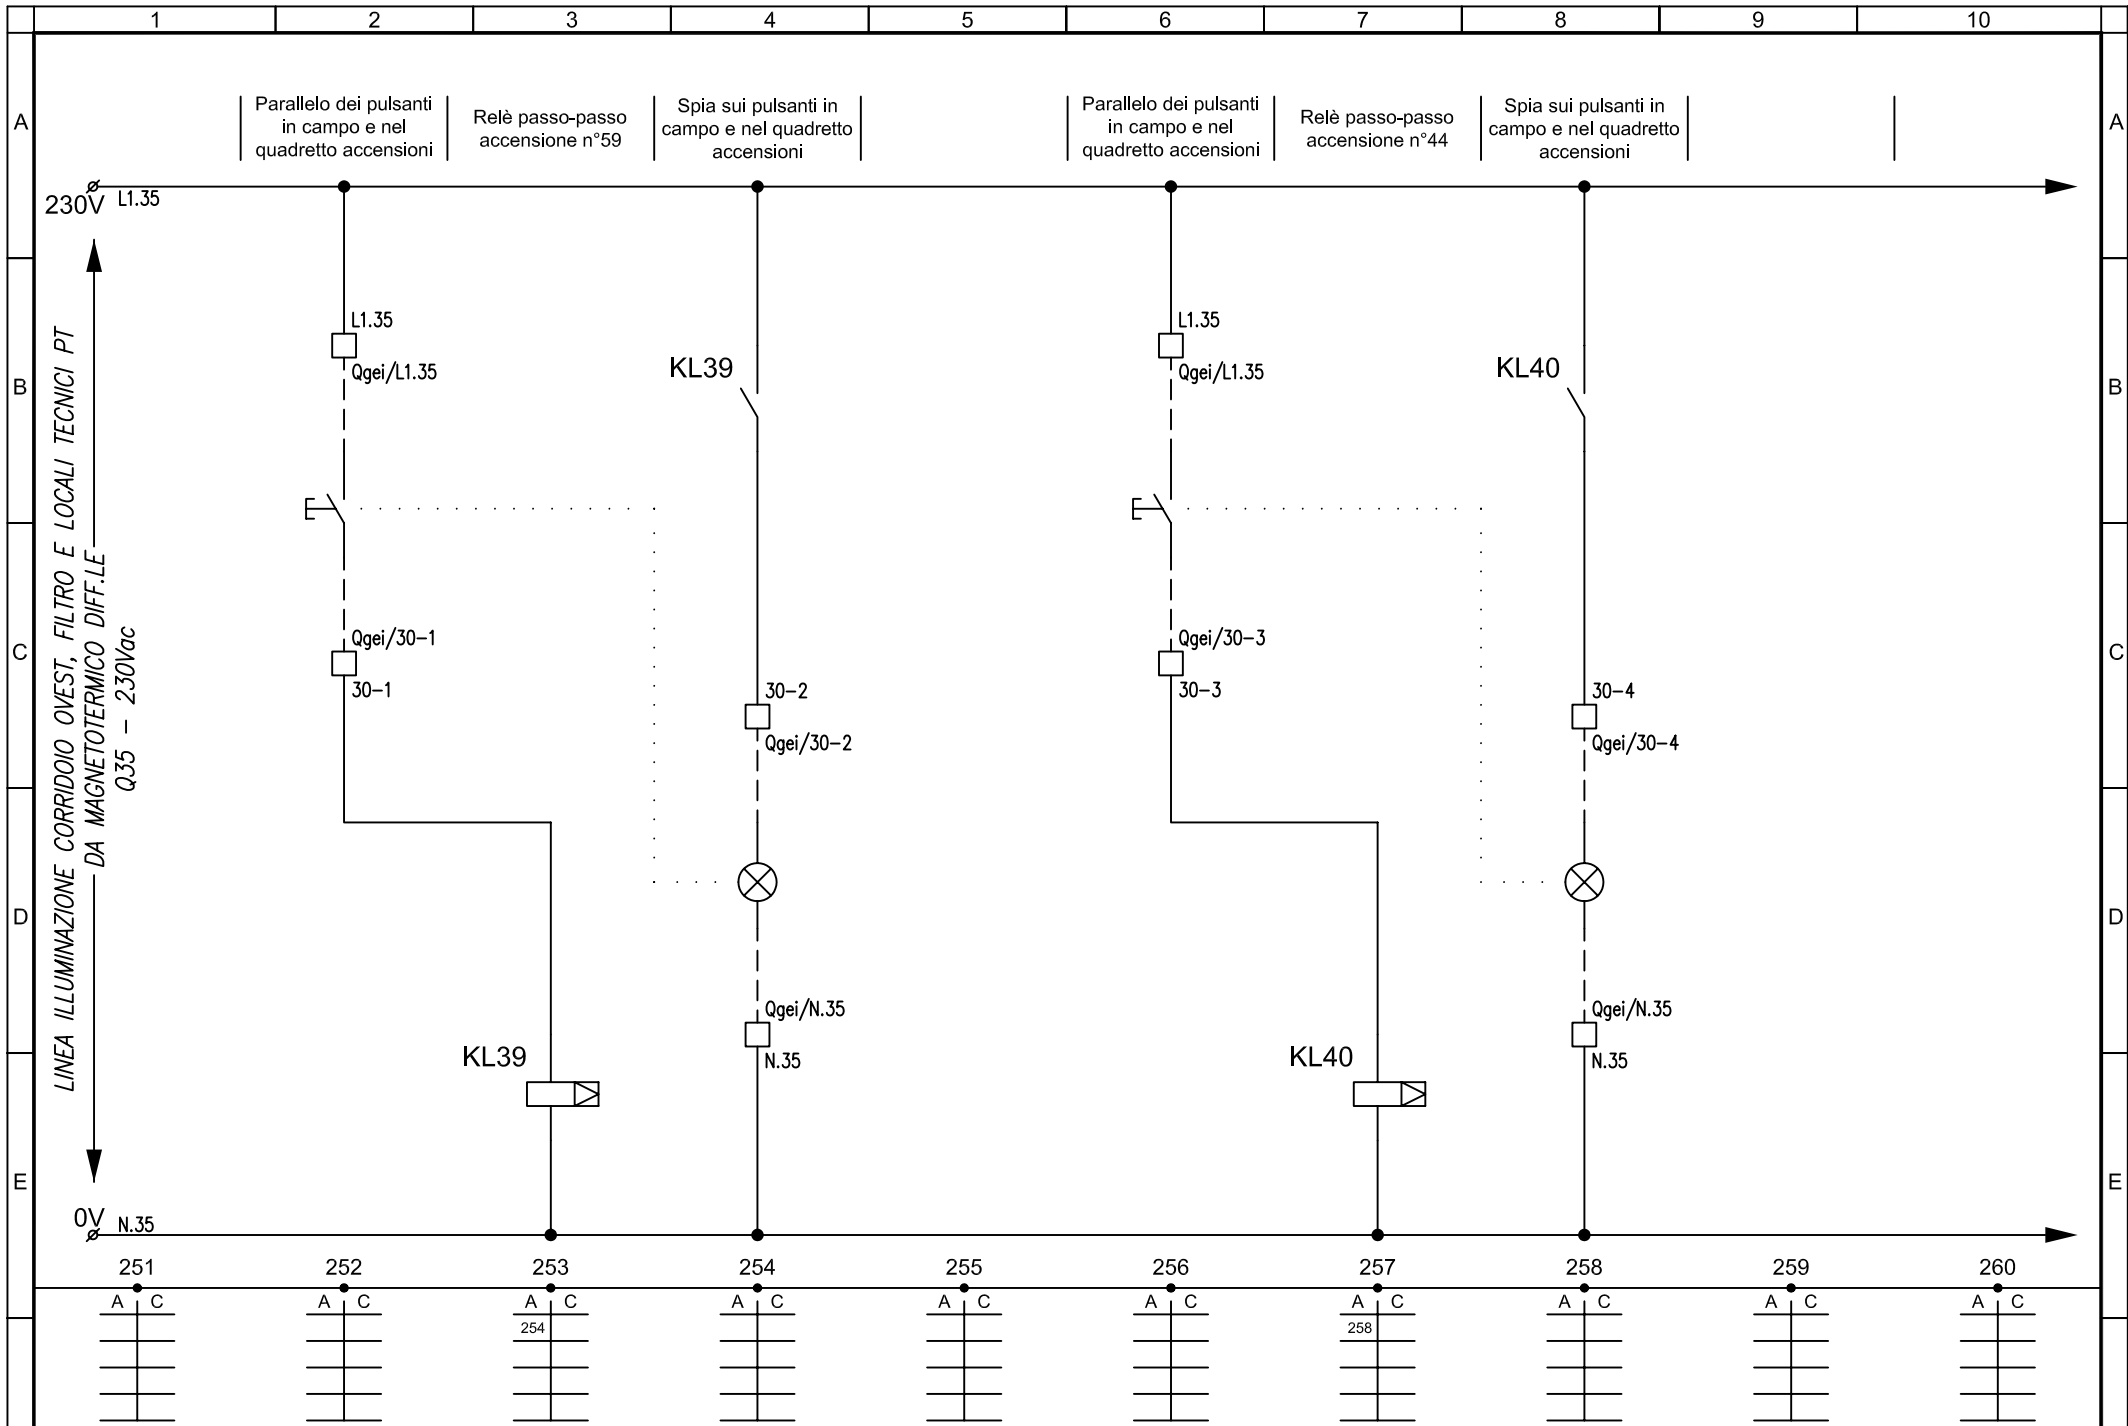 1 2 3 4 5 6 7 8 9 10
A A
Parallelo dei pulsanti
in campo e nel
quadretto accensioni
Relè passo-passo
accensione n°59
Spia sui pulsanti in
campo e nel quadretto
accensioni
Parallelo dei pulsanti
in campo e nel
quadretto accensioni
Relè passo-passo
accensione n°44
Spia sui pulsanti in
campo e nel quadretto
accensioni
230V L1.35
LINEA ILLUMINAZIONE CORRIDOIO OVEST, FILTRO E LOCALI TECNICI PT
DA MAGNETOTERMICO DIFF.LE
Q35 - 230Vac
L1.35
Qgei/L1.35
KL39
L1.35
Qgei/L1.35
KL40
B B
Qgei/30-1
30-1
30-2
Qgei/30-2
Qgei/30-3
30-3
30-4
Qgei/30-4
C C
D D
Qgei/N.35
N.35
Qgei/N.35
N.35
KL39
KL40
E E
0V N.35
251 252 253 254 255 256 257 258 259 260
A C A C A C A C A C A C A C A C A C A C
254 258